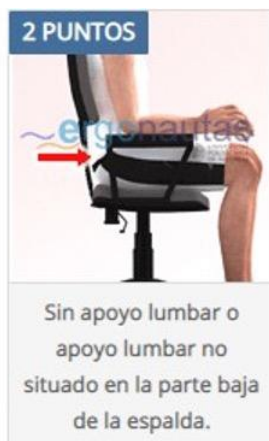 2 PUNTOS
ergonautas
Sin apoyo lumbar o
apoyo lumbar no
situado en la parte baja
de la espalda.